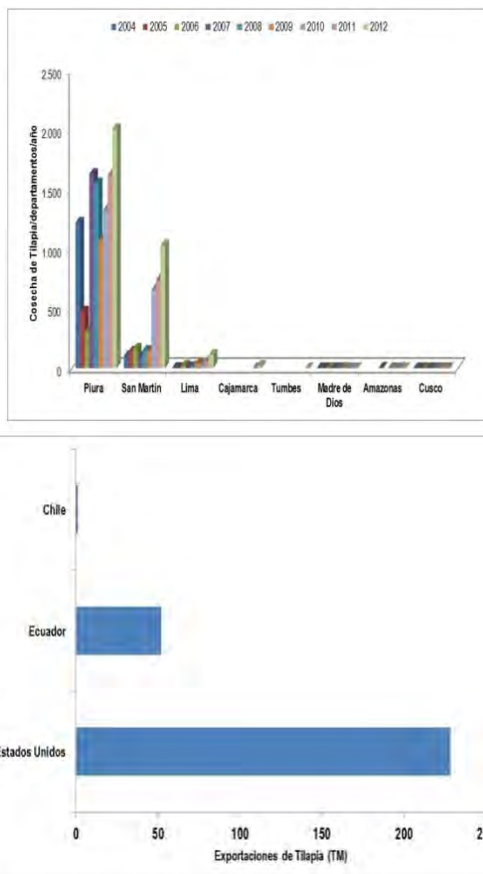 2004 2005 2006 2007 2008 2009 2010 2011 2012
Cosecha de Tilapia/departamentos/año
2.500
2.000
1.500
1.000
500
0
Piura San Martin Lima Cajamarca Tumbes Madre de Dios Amazonas Cusco
Chile
Ecuador
Estados Unidos
0 50 100 150 200
Exportaciones de Tilapia (TM)